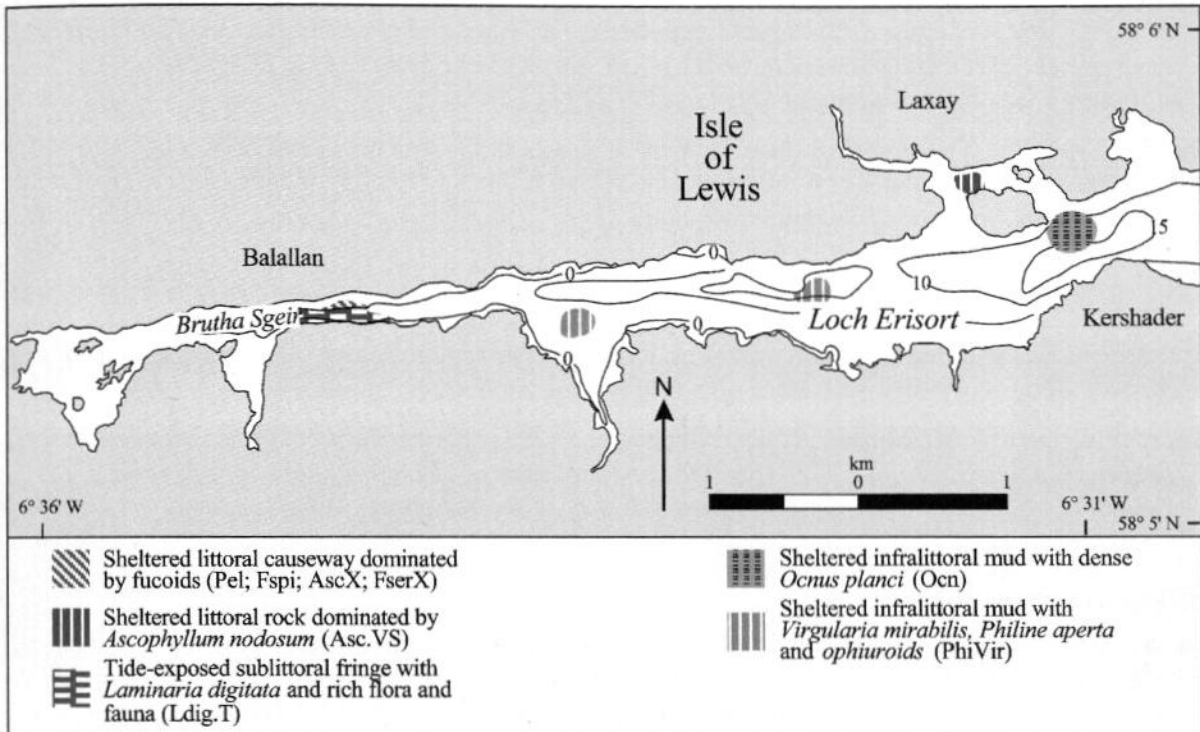 58° 6' N
Laxay
Isle
of
Lewis
15
0
0
Balallan
10
Brutha Sgeir
Loch Erisort
Kershader
0
0
N
km
1 0 1
6° 36' W
6° 31' W
58° 5' N
Sheltered littoral causeway dominated
by fucoids (Pel; Fspi; AscX; FserX)
Sheltered littoral rock dominated by
Ascophyllum nodosum (Asc.VS)
Tide-exposed sublittoral fringe with
Laminaria digitata and rich flora and
fauna (Ldig.T)
Sheltered infralittoral mud with dense
Ocnus planci (Ocn)
Sheltered infralittoral mud with
Virgularia mirabilis, Philine aperta
and ophiuroids (PhiVir)